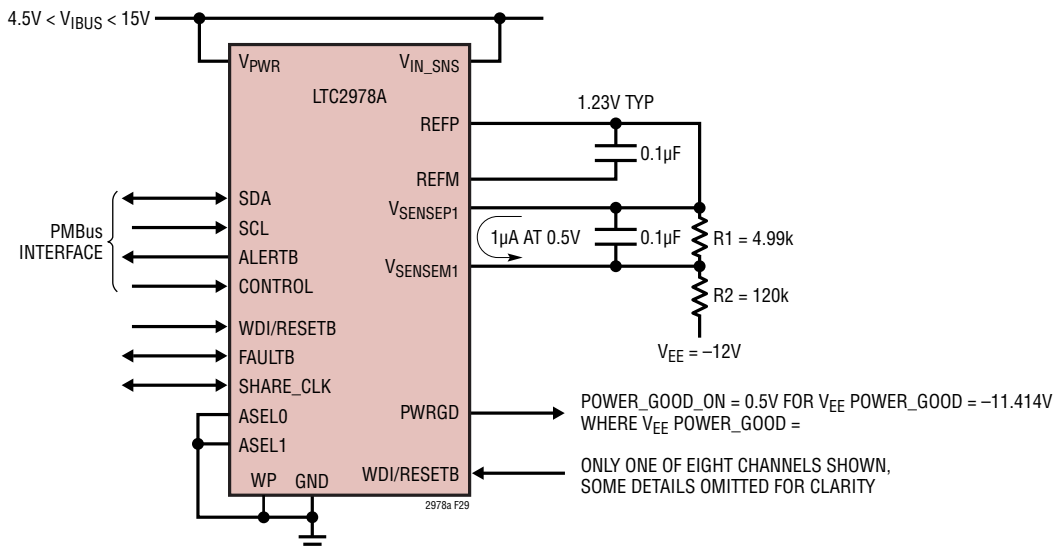 4.5V < VIBUS < 15V
VPWR
VIN_SNS
LTC2978A
1.23V TYP
REFP
0.1µF
REFM
SDA
VSENSEP1
PMBus
INTERFACE
SCL
1µA AT 0.5V
0.1µF
R1 = 4.99k
ALERTB
VSENSEM1
CONTROL
R2 = 120k
WDI/RESETB
VEE = –12V
FAULTB
SHARE_CLK
ASEL0
PWRGD
POWER_GOOD_ON = 0.5V FOR VEE POWER_GOOD = –11.414V
WHERE VEE POWER_GOOD =
ASEL1
WP
GND
WDI/RESETB
ONLY ONE OF EIGHT CHANNELS SHOWN,
SOME DETAILS OMITTED FOR CLARITY
2978a F29